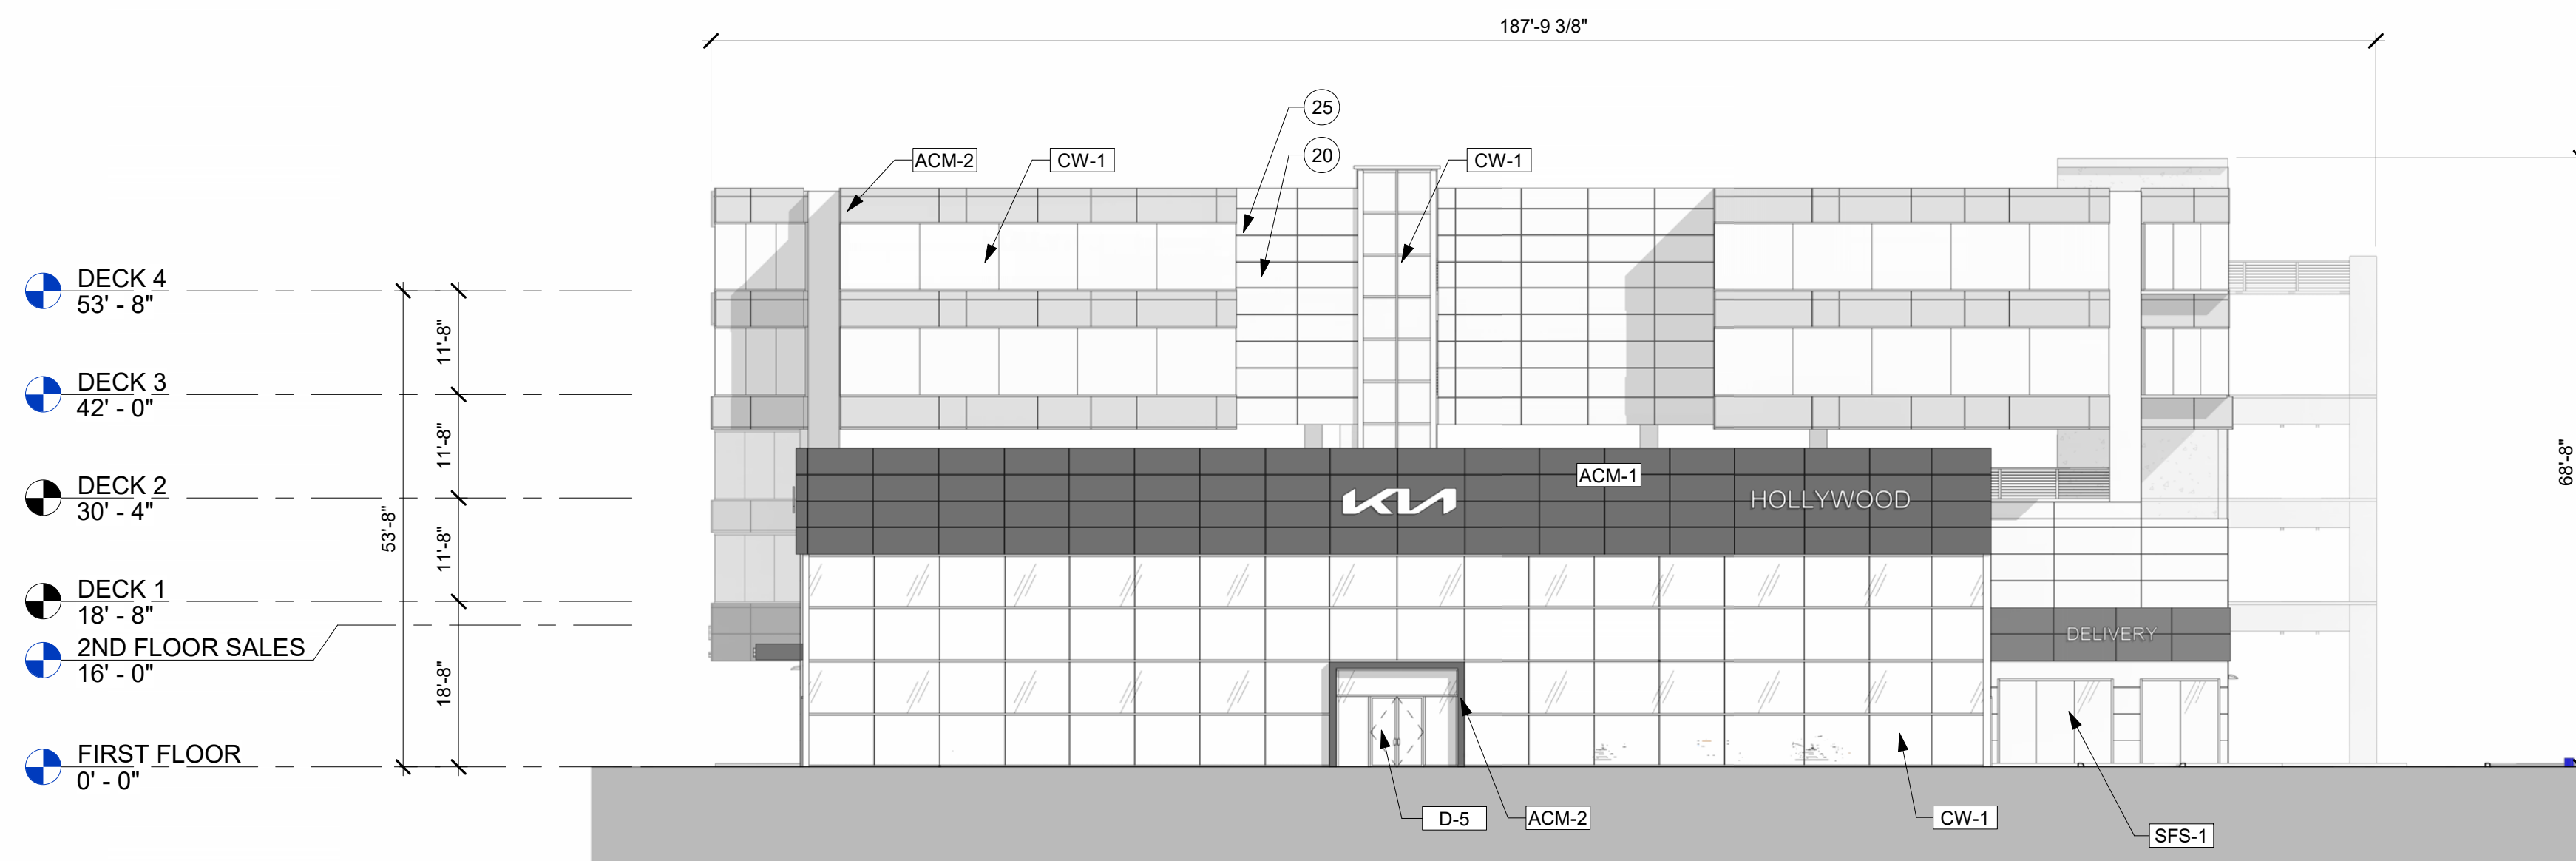 187'-9 3/8"
25
20
ACM-2
CW-1
CW-1
DECK 4
53' - 8"
11'-8"
DECK 3
42' - 0"
11'-8"
68'-8"
ACM-1
KIA
HOLLYWOOD
DECK 2
30' - 4"
53'-8"
11'-8"
DECK 1
18' - 8"
DELIVERY
2ND FLOOR SALES
16' - 0"
18'-8"
FIRST FLOOR
0' - 0"
D-5
ACM-2
CW-1
SFS-1